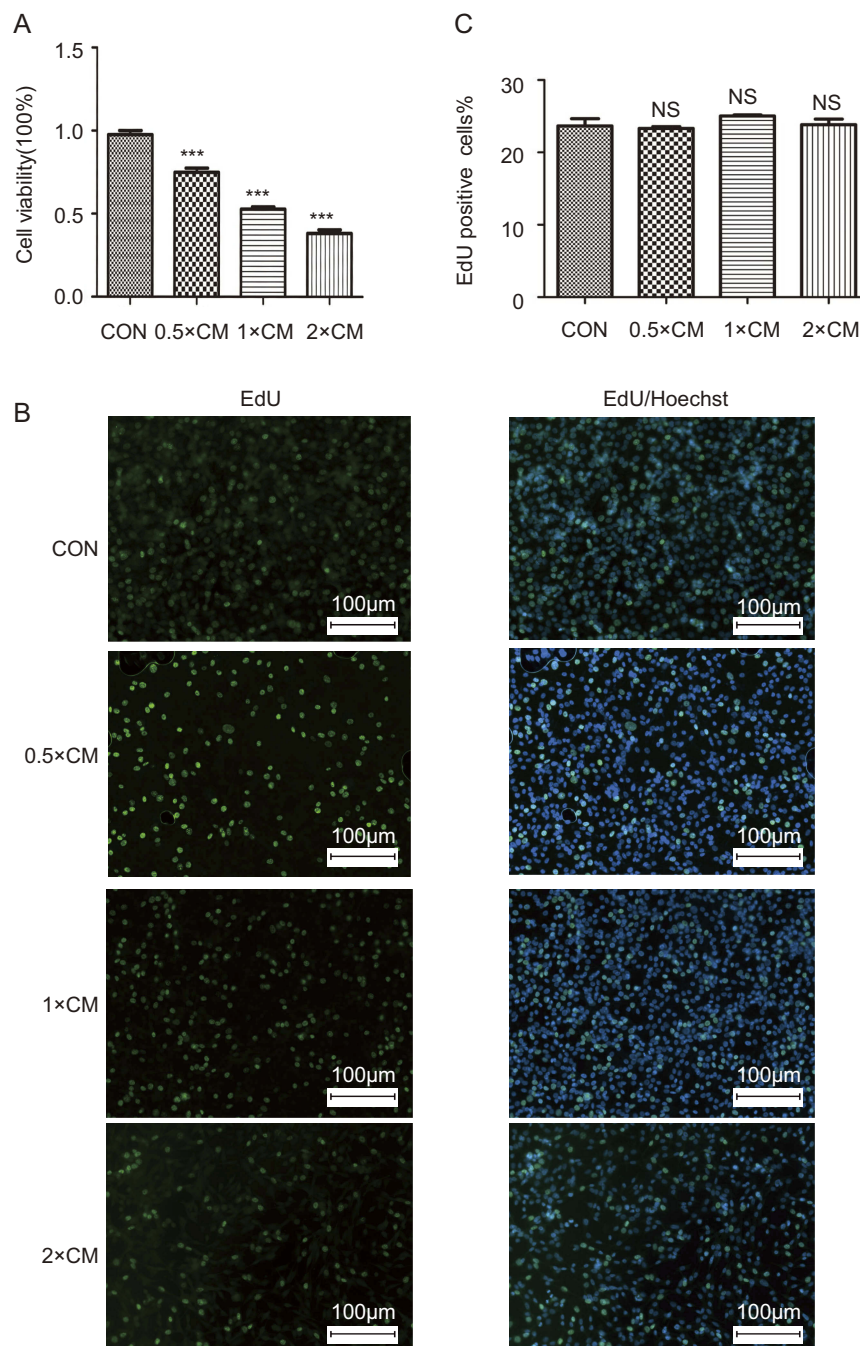 A
Cell viability(100%)
1.5
1.0
0.5
0.0
***
***
***
CON 0.5×CM 1×CM 2×CM
C
EdU positive cells%
30
20
10
0
NS
NS
NS
CON 0.5×CM 1×CM 2×CM
B
EdU
EdU/Hoechst
CON
100μm
100μm
0.5×CM
100μm
100μm
1×CM
100μm
100μm
2×CM
100μm
100μm